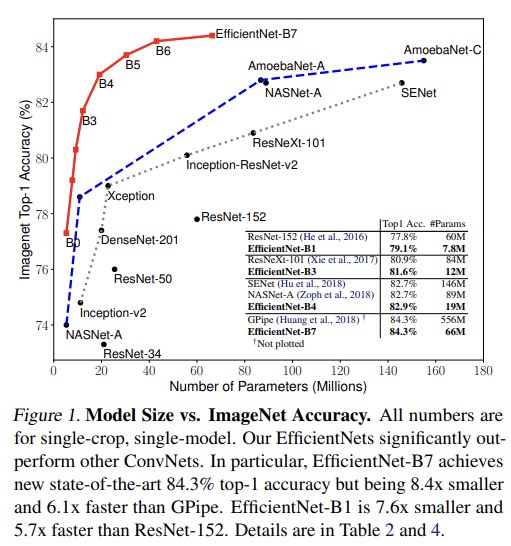 84
82
80
78
76
74
0.0
20
40
60
80
100
120
140
160
180
Imagenet Top-1 Accuracy (%)
Number of Parameters (Millions)
EfficientNet-B7
B6
B5
B4
B3
B0
AmoebaNet-A
AmoebaNet-C
NASNet-A
SENet
ResNeXt-101
Inception-ResNet-v2
Xception
ResNet-152
DenseNet-201
ResNet-50
Inception-v2
NASNet-A
ResNet-34
Top1 Acc. #Params
ResNet-152 (He et al., 2016) 77.8% 60M
EfficientNet-B1 79.1% 7.8M
ResNeXt-101 (Xie et al., 2017) 80.9% 84M
EfficientNet-B3 81.6% 12M
SENet (Hu et al., 2018) 82.7% 146M
NASNet-A (Zoph et al., 2018) 82.7% 89M
EfficientNet-B4 82.9% 19M
GPipe (Huang et al., 2018) † 84.3% 556M
EfficientNet-B7 84.3% 66M
†Not plotted
Figure 1. Model Size vs. ImageNet Accuracy. All numbers are
for single-crop, single-model. Our EfficientNets significantly out-
perform other ConvNets. In particular, EfficientNet-B7 achieves
new state-of-the-art 84.3% top-1 accuracy but being 8.4x smaller
and 6.1x faster than GPipe. EfficientNet-B1 is 7.6x smaller and
5.7x faster than ResNet-152. Details are in Table 2 and 4.